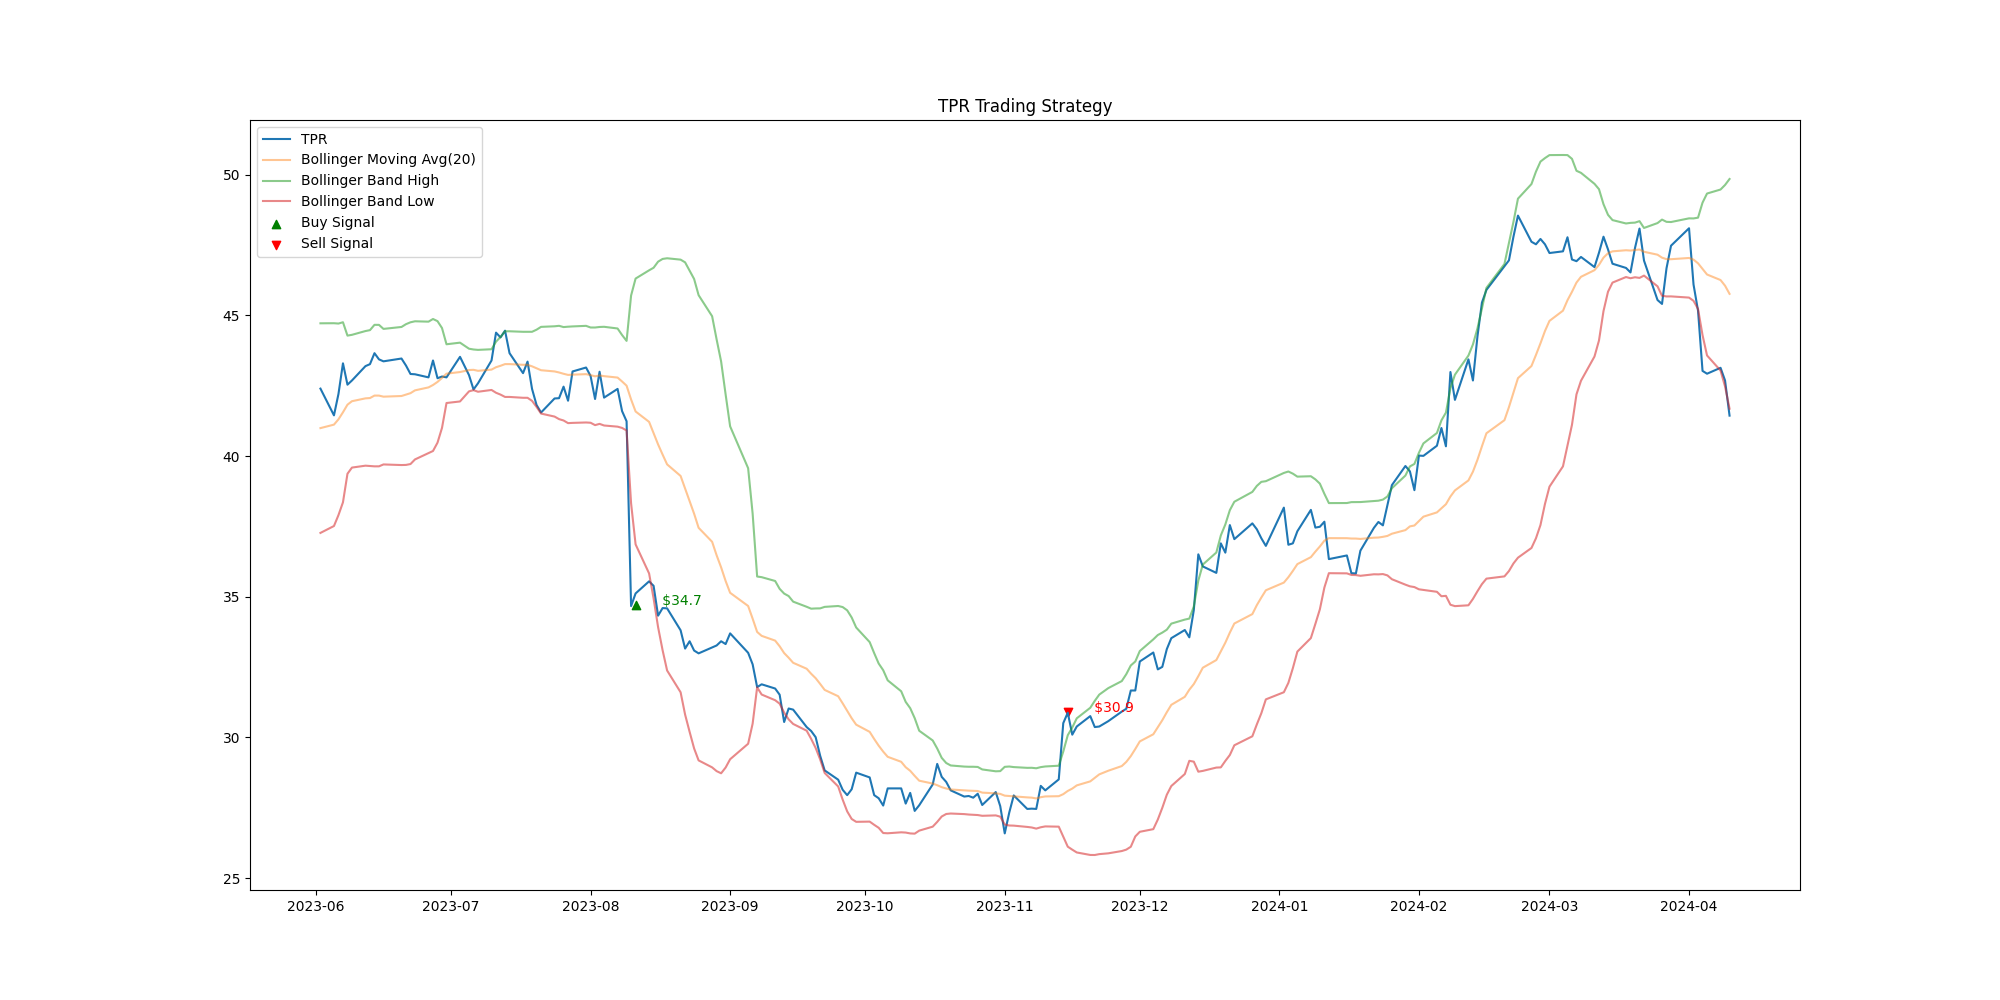 TPR Trading Strategy
TPR
Bollinger Moving Avg(20)
Bollinger Band High
Bollinger Band Low
Buy Signal
Sell Signal
50
45
40
35
30
25
$34.7
$30.9
2023-06 2023-07 2023-08 2023-09 2023-10 2023-11 2023-12 2024-01 2024-02 2024-03 2024-04